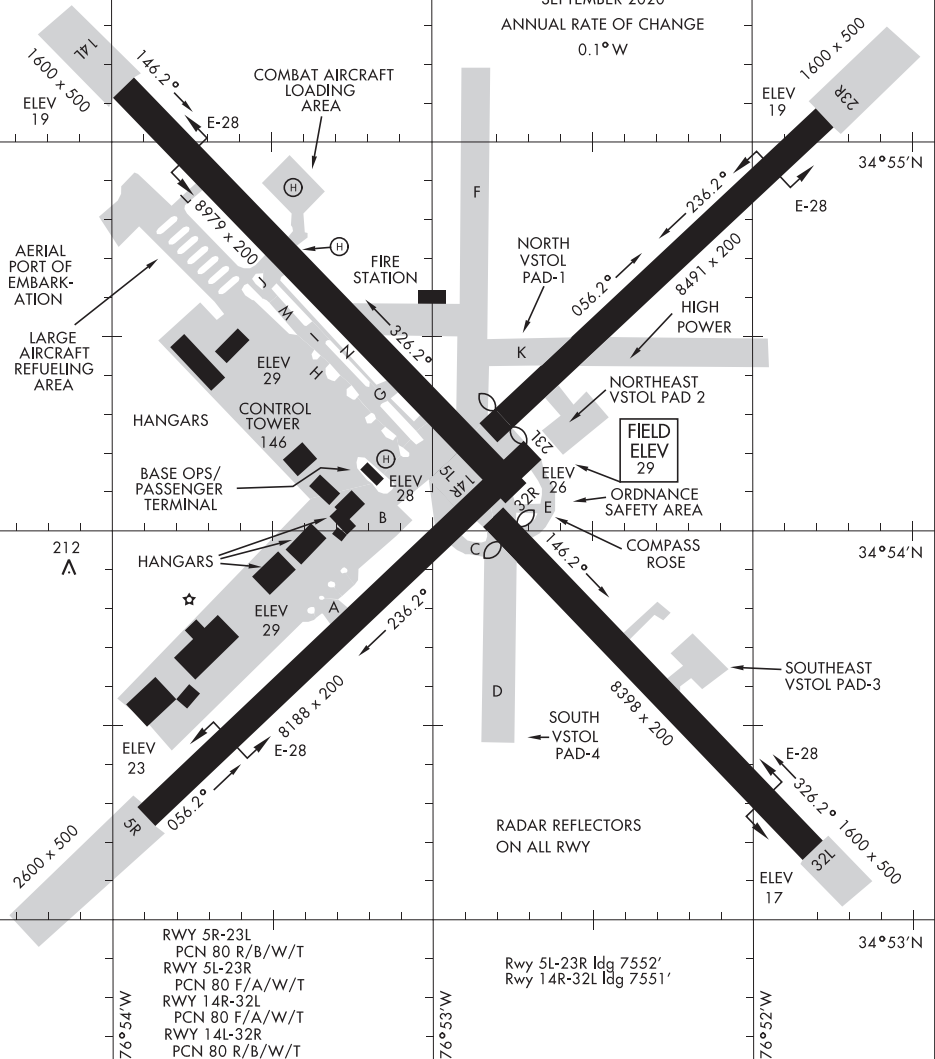 SEPTEMBER 2020
ANNUAL RATE OF CHANGE
0.1° W
14L
1600 x 500
ELEV
19
146.2°
E-28
COMBAT AIRCRAFT
LOADING
AREA
H
H
F
ELEV
19
1600 x 500
23R
34°55'N
236.2°
E-28
8491 x 200
056.2°
8979 x 200
AERIAL
PORT OF
EMBARK-
ATION
LARGE
AIRCRAFT
REFUELING
AREA
FIRE
STATION
NORTH
VSTOL
PAD-1
HIGH
POWER
K
J
W
I
N
H
G
326.2°
ELEV
29
HANGARS
CONTROL
TOWER
146
NORTHEAST
VSTOL PAD 2
FIELD
ELEV
29
BASE OPS/
PASSENGER
TERMINAL
H
ELEV
28
B
5L
14R
23L
32R
ELEV
26
E
ORDNANCE
SAFETY AREA
COMPASS
ROSE
34°54'N
212
HANGARS
C
146.2°
ELEV
29
A
236.2°
D
8398 x 200
SOUTHEAST
VSTOL PAD-3
SOUTH
VSTOL
PAD-4
8188 x 200
E-28
ELEV
23
056.2°
5R
2600 x 500
E-28
326.2°
1600 x 500
32L
ELEV
17
RADAR REFLECTORS
ON ALL RWY
34°53'N
RWY 5R-23L
PCN 80 R/B/W/T
RWY 5L-23R
PCN 80 F/A/W/T
RWY 14R-32L
PCN 80 F/A/W/T
RWY 14L-32R
PCN 80 R/B/W/T
Rwy 5L-23R ldg 7552'
Rwy 14R-32L ldg 7551'
76°54'W
76°53'W
76°52'W